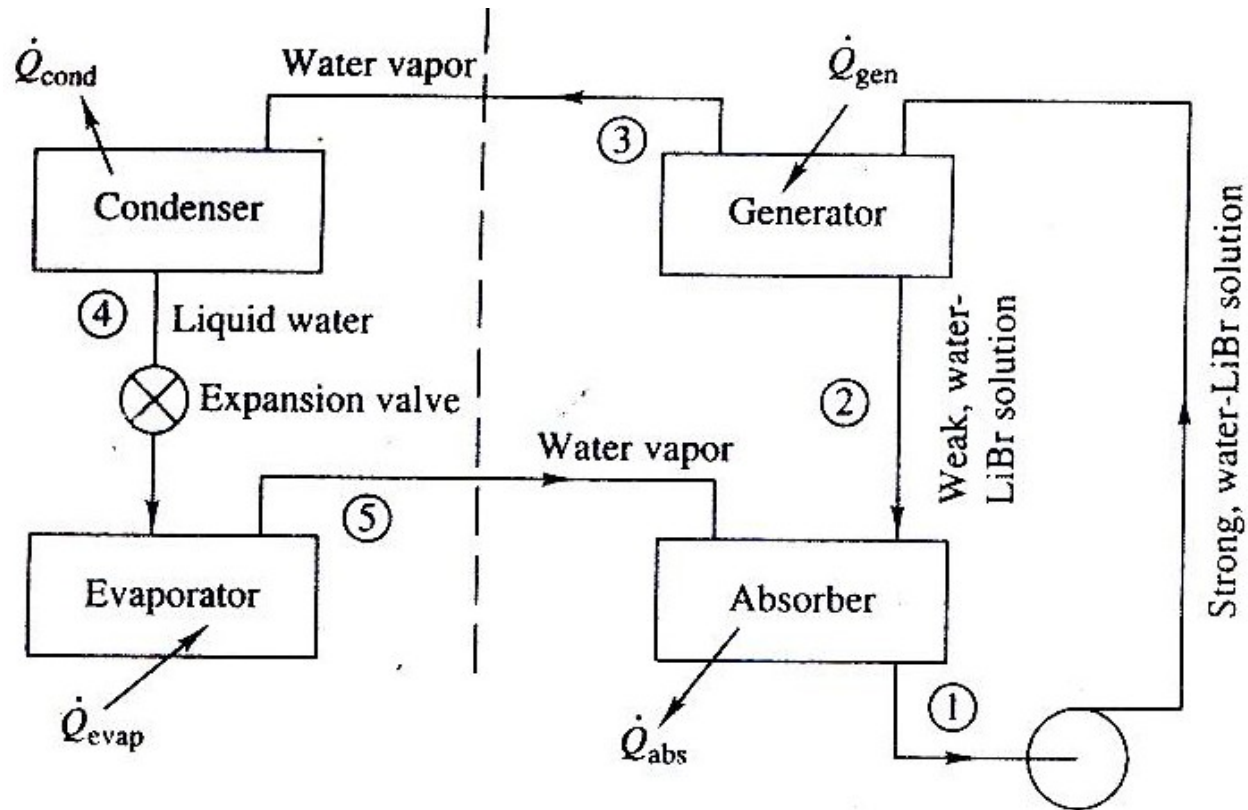 Q̇cond
Water vapor
Q̇gen
③
Condenser
Generator
④
Liquid water
Expansion valve
②
Weak, water-
LiBr solution
Strong, water-LiBr solution
Water vapor
⑤
Evaporator
Absorber
Q̇evap
Q̇abs
①